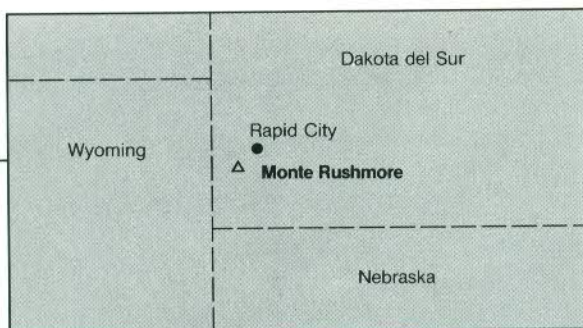 Dakota del Sur
Rapid City
Wyoming
Monte Rushmore
Nebraska